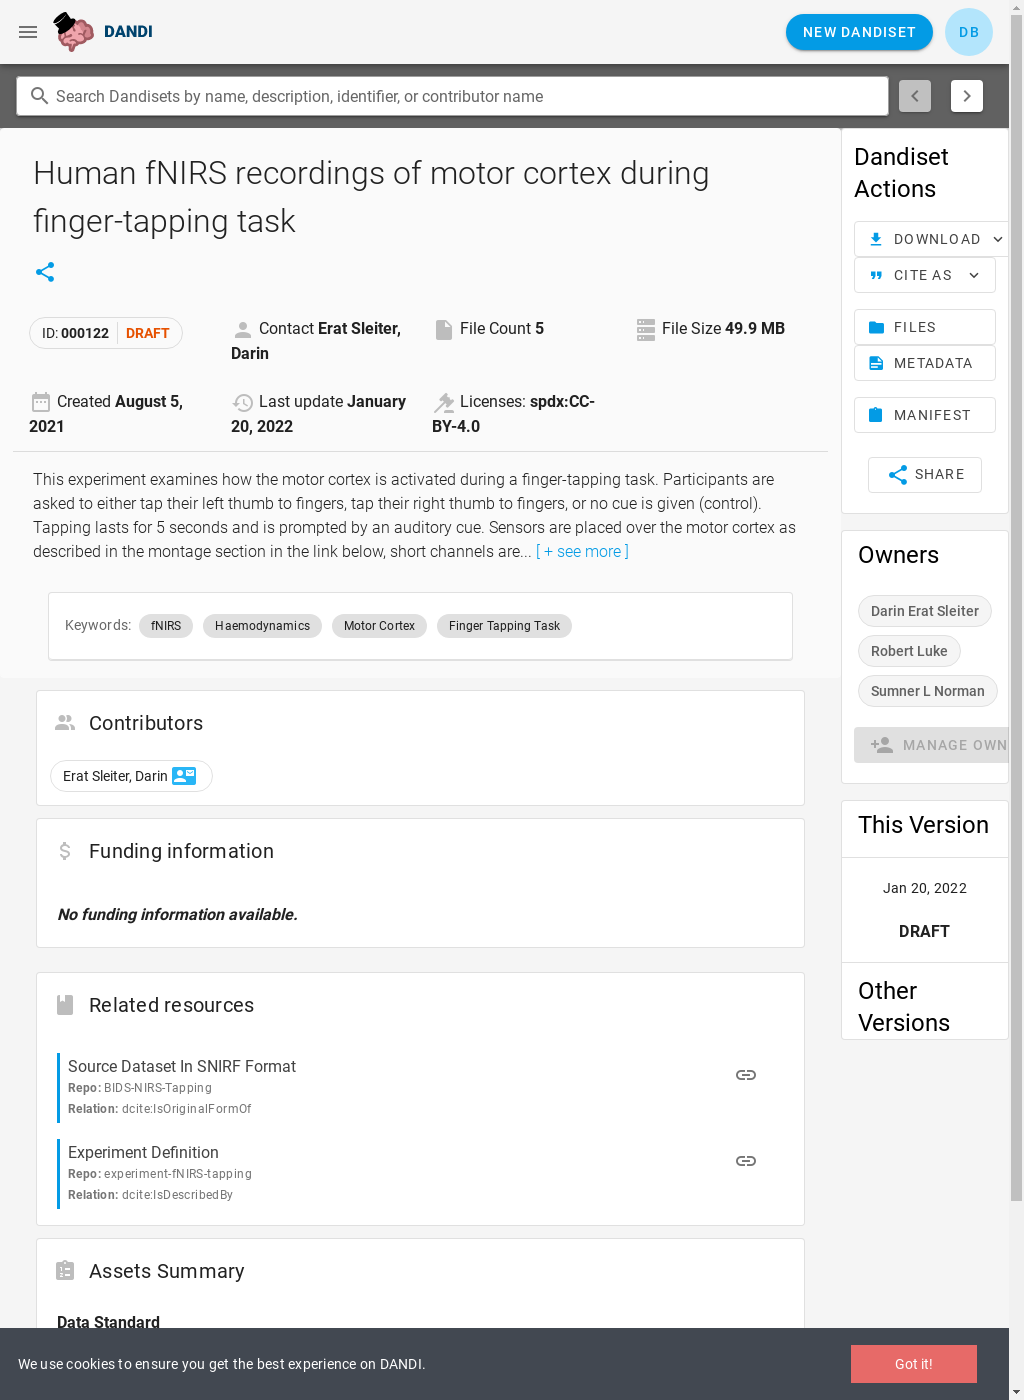 DANDI
NEW DANDISET
DB
Search Dandisets by name, description, identifier, or contributor name
Human fNIRS recordings of motor cortex during
finger-tapping task
ID: 000122 DRAFT
Contact Erat Sleiter,
Darin
File Count 5
File Size 49.9 MB
Created August 5,
2021
Last update January
20, 2022
Licenses: spdx:CC-
BY-4.0
This experiment examines how the motor cortex is activated during a finger-tapping task. Participants are
asked to either tap their left thumb to fingers, tap their right thumb to fingers, or no cue is given (control).
Tapping lasts for 5 seconds and is prompted by an auditory cue. Sensors are placed over the motor cortex as
described in the montage section in the link below, short channels are... [ + see more ]
Keywords: fNIRS Haemodynamics Motor Cortex Finger Tapping Task
Contributors
Erat Sleiter, Darin
Funding information
No funding information available.
Related resources
Source Dataset In SNIRF Format
Repo: BIDS-NIRS-Tapping
Relation: dcite:IsOriginalFormOf
Experiment Definition
Repo: experiment-fNIRS-tapping
Relation: dcite:IsDescribedBy
Assets Summary
Data Standard
Dandiset
Actions
DOWNLOAD
CITE AS
FILES
METADATA
MANIFEST
SHARE
Owners
Darin Erat Sleiter
Robert Luke
Sumner L Norman
MANAGE OWN
This Version
Jan 20, 2022
DRAFT
Other
Versions
We use cookies to ensure you get the best experience on DANDI.
Got it!